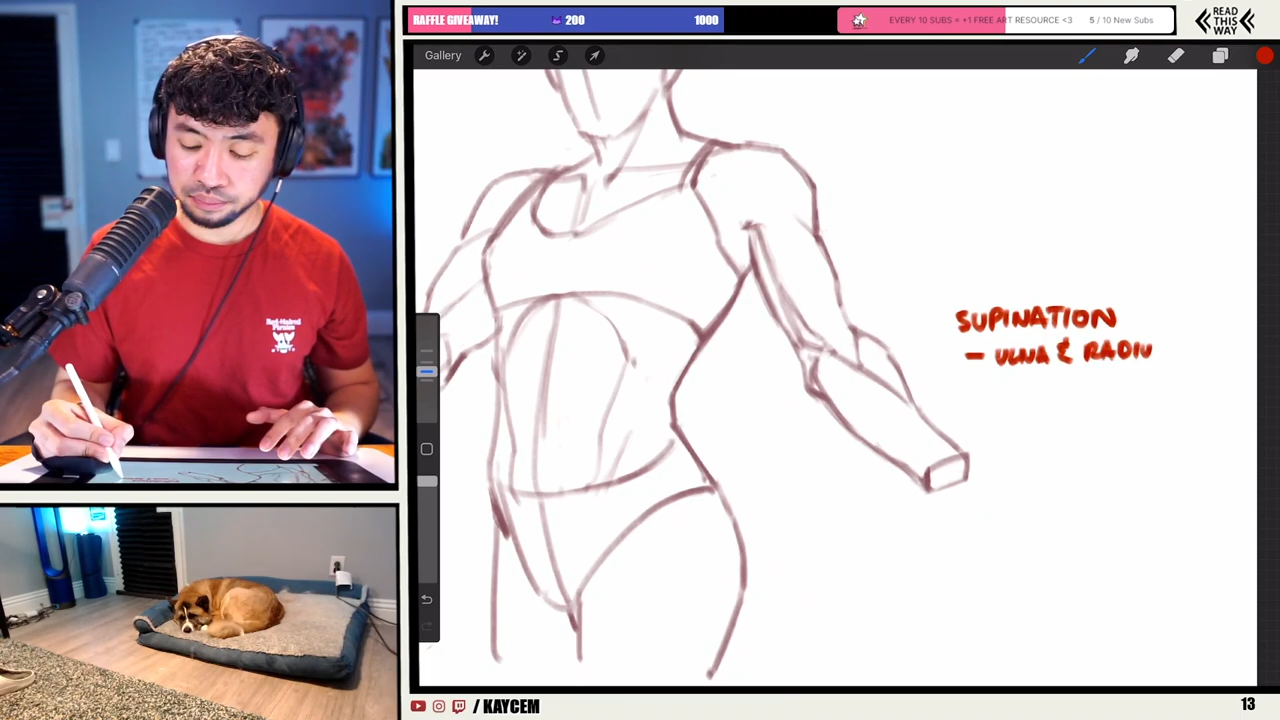 RAFFLE GIVEAWAY! 200 1000
EVERY 10 SUBS = +1 FREE ART RESOURCE <3 5 / 10 New Subs
READ
THIS
WAY
Gallery
SUPINATION
- ULNA & RADIU
/ KAYCEM
13